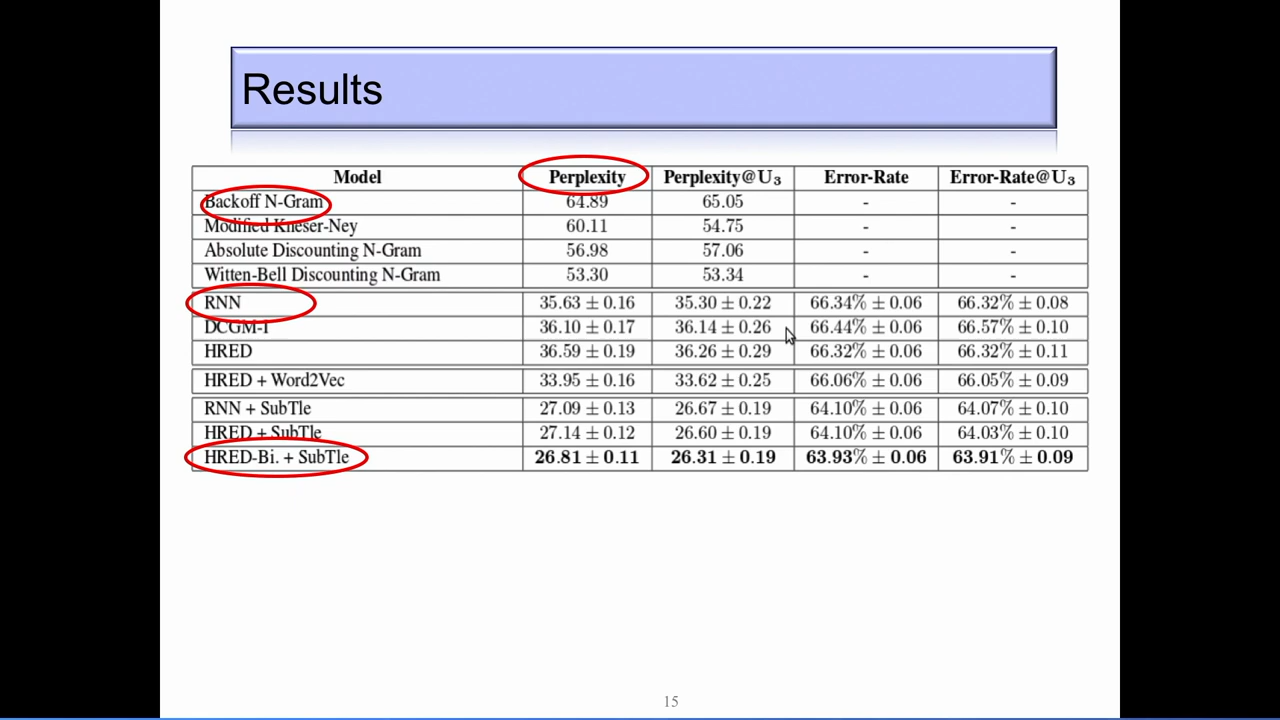 Results
Model Perplexity Perplexity@U₃ Error-Rate Error-Rate@U₃
Backoff N-Gram 64.89 65.05 - -
Modified Kneser-Ney 60.11 54.75 - -
Absolute Discounting N-Gram 56.98 57.06 - -
Witten-Bell Discounting N-Gram 53.30 53.34 - -
RNN 35.63 ± 0.16 35.30 ± 0.22 66.34% ± 0.06 66.32% ± 0.08
DCGM-I 36.10 ± 0.17 36.14 ± 0.26 66.44% ± 0.06 66.57% ± 0.10
HRED 36.59 ± 0.19 36.26 ± 0.29 66.32% ± 0.06 66.32% ± 0.11
HRED + Word2Vec 33.95 ± 0.16 33.62 ± 0.25 66.06% ± 0.06 66.05% ± 0.09
RNN + SubTle 27.09 ± 0.13 26.67 ± 0.19 64.10% ± 0.06 64.07% ± 0.10
HRED + SubTle 27.14 ± 0.12 26.60 ± 0.19 64.10% ± 0.06 64.03% ± 0.10
HRED-Bi. + SubTle 26.81 ± 0.11 26.31 ± 0.19 63.93% ± 0.06 63.91% ± 0.09
15